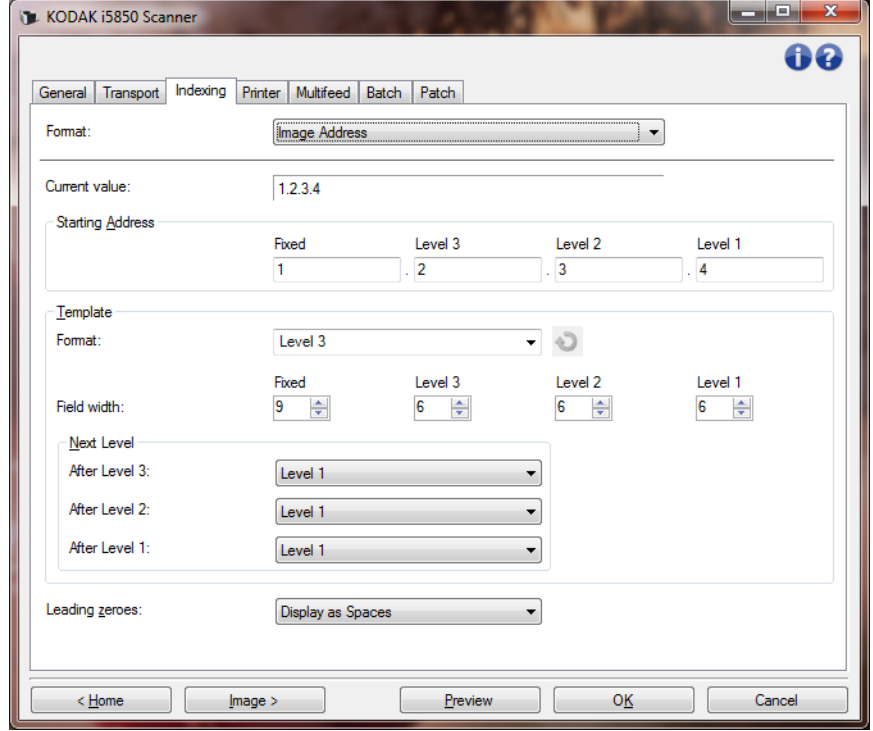 KODAK i5850 Scanner
General Transport Indexing Printer Multifeed Batch Patch
Format: Image Address
Current value: 1.2.3.4
Starting Address
Fixed Level 3 Level 2 Level 1
1 . 2 . 3 . 4
Template
Format: Level 3
Fixed Level 3 Level 2 Level 1
Field width: 9 6 6 6
Next Level
After Level 3: Level 1
After Level 2: Level 1
After Level 1: Level 1
Leading zeroes: Display as Spaces
< Home Image > Preview OK Cancel